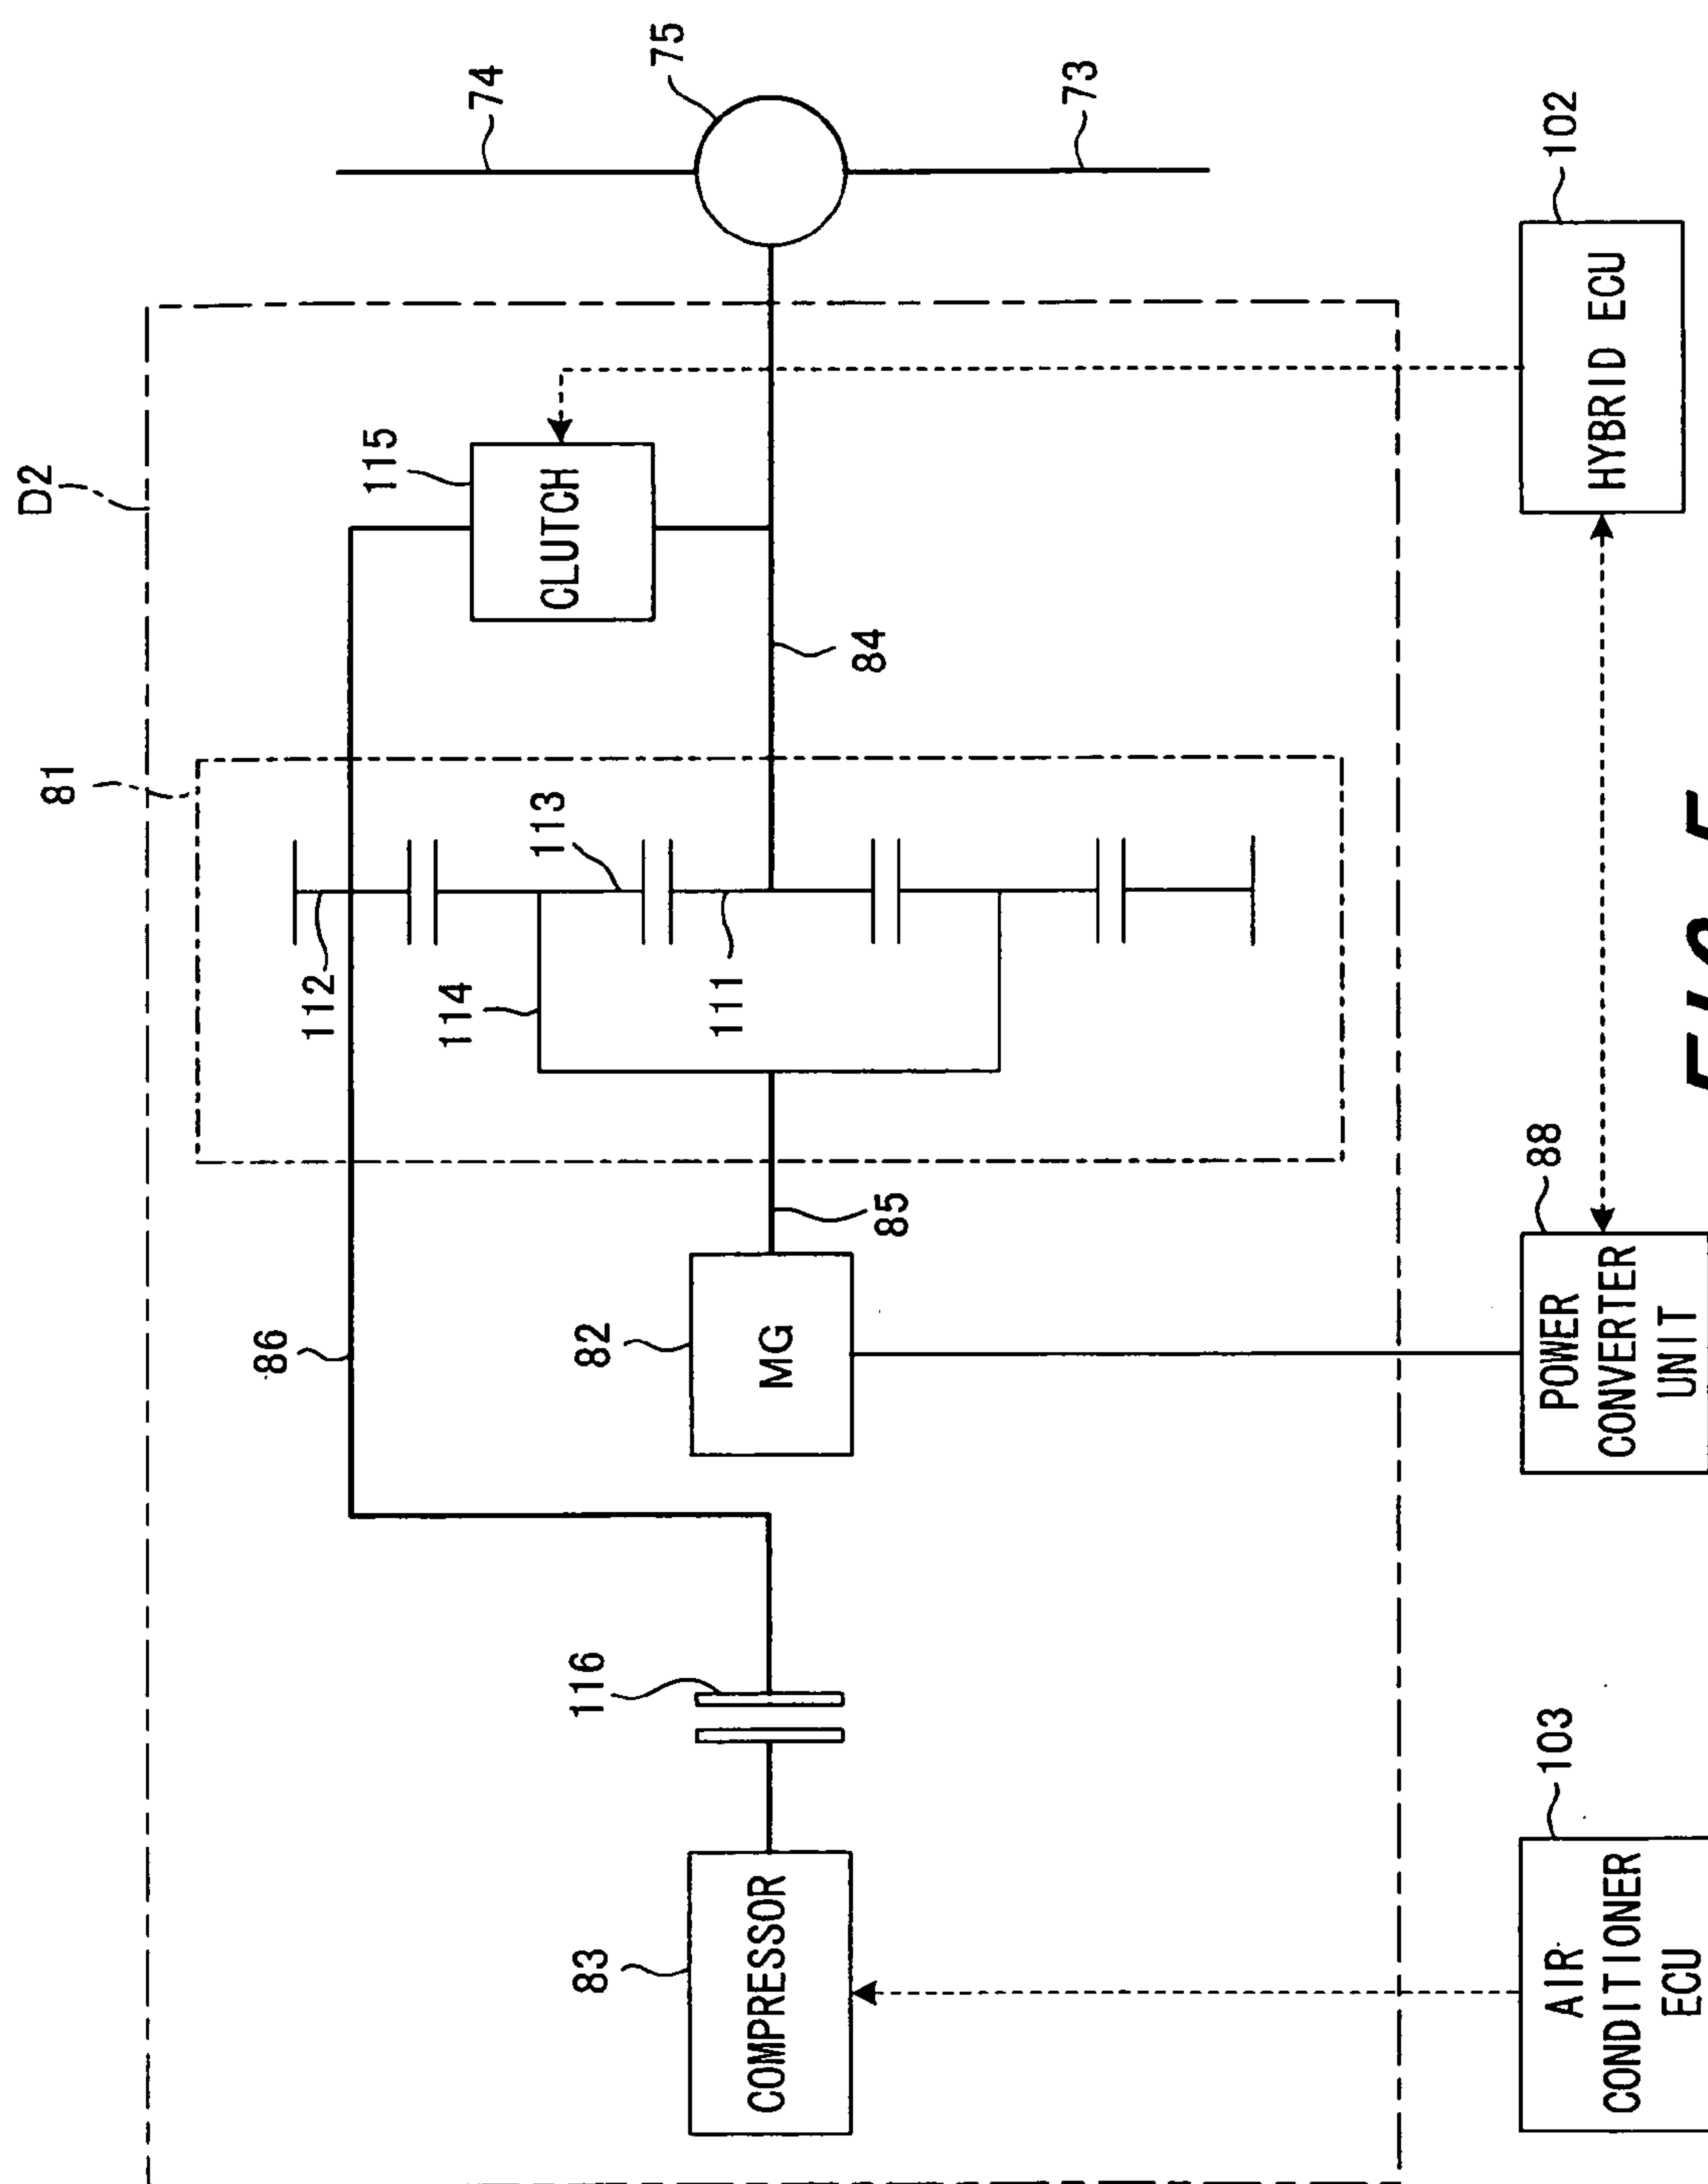 D2
81
86
112
115
114
74
113
CLUTCH
83
116
82
75
111
COMPRESSOR
MG
84
85
73
103
88
102
AIR
CONDITIONER
ECU
POWER
CONVERTER
UNIT
HYBRID ECU